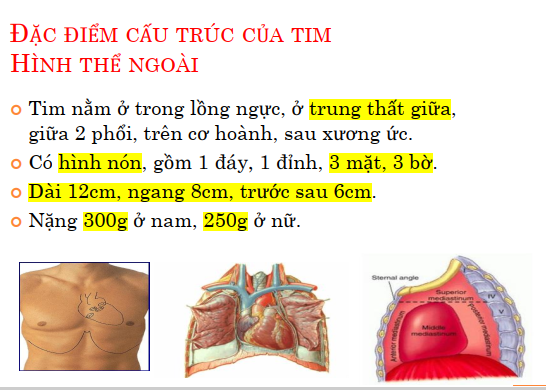 ĐẶC ĐIỂM CẤU TRÚC CỦA TIM
HÌNH THỂ NGOÀI
Tim nằm ở trong lồng ngực, ở trung thất giữa,
giữa 2 phổi, trên cơ hoành, sau xương ức.
Có hình nón, gồm 1 đáy, 1 đỉnh, 3 mặt, 3 bờ.
Dài 12cm, ngang 8cm, trước sau 6cm.
Nặng 300g ở nam, 250g ở nữ.
Sternal angle
Superior
mediastinum
IV
V
Middle
mediastinum
Anterior mediastinum
Posterior mediastinum